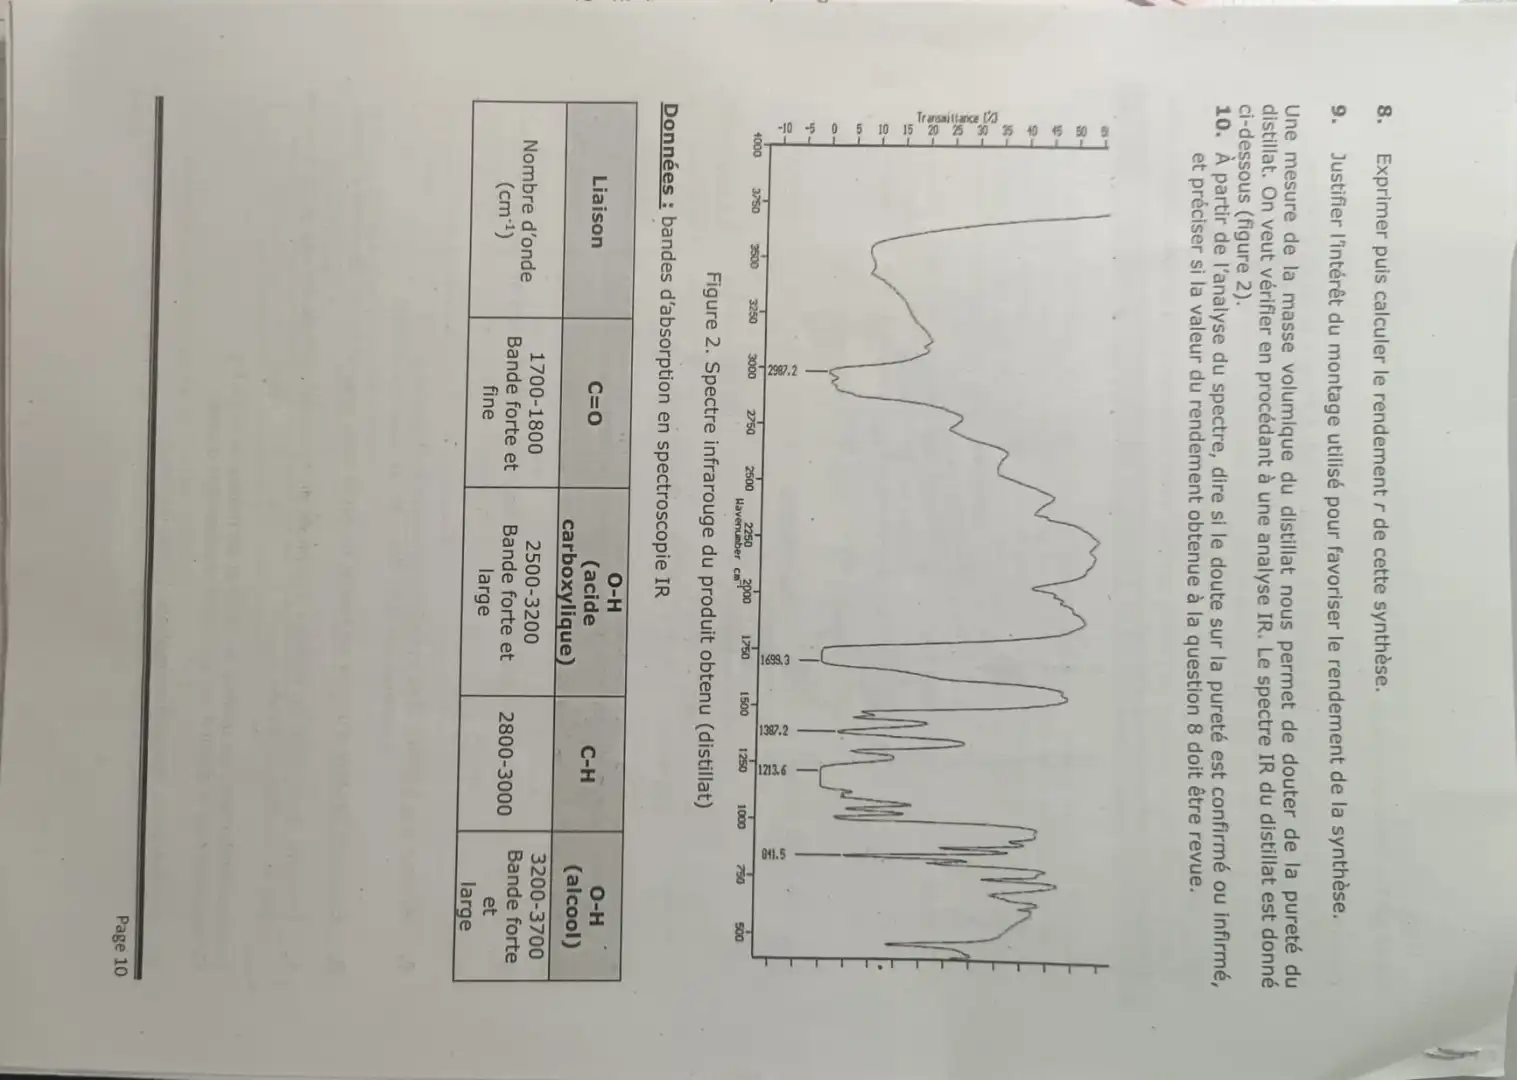 8. Exprimer puis calculer le rendement r de cette synthèse.
9. Justifier l'intérêt du montage utilisé pour favoriser le rendement de la synthèse.
Une mesure de la masse volumique du distillat nous permet de douter de la pureté du
distillat. On veut vérifier en procédant à une analyse IR. Le spectre IR du distillat est donné
ci-dessous (figure 2).
10. À partir de l'analyse du spectre, dire si le doute sur la pureté est confirmé ou infirmé,
et préciser si la valeur du rendement obtenue à la question 8 doit être revue.
Transmittance [%]
50
45
40
35
30
25
20
15
10
5
0
-5
-10
2987.2
1699.3
1387.2
1213.6
841.5
4000 3750 3500 3250 3000 2750 2500 2250 2000 1750 1500 1250 1000 750 500
Wavenumber cm-1
Figure 2. Spectre infrarouge du produit obtenu (distillat)
Données : bandes d'absorption en spectroscopie IR
Liaison
C=O
O-H
(acide
carboxylique)
C-H
O-H
(alcool)
Nombre d'onde
(cm-1)
1700-1800
Bande forte et
fine
2500-3200
Bande forte et
large
2800-3000
3200-3700
Bande forte
et
large
Page 10